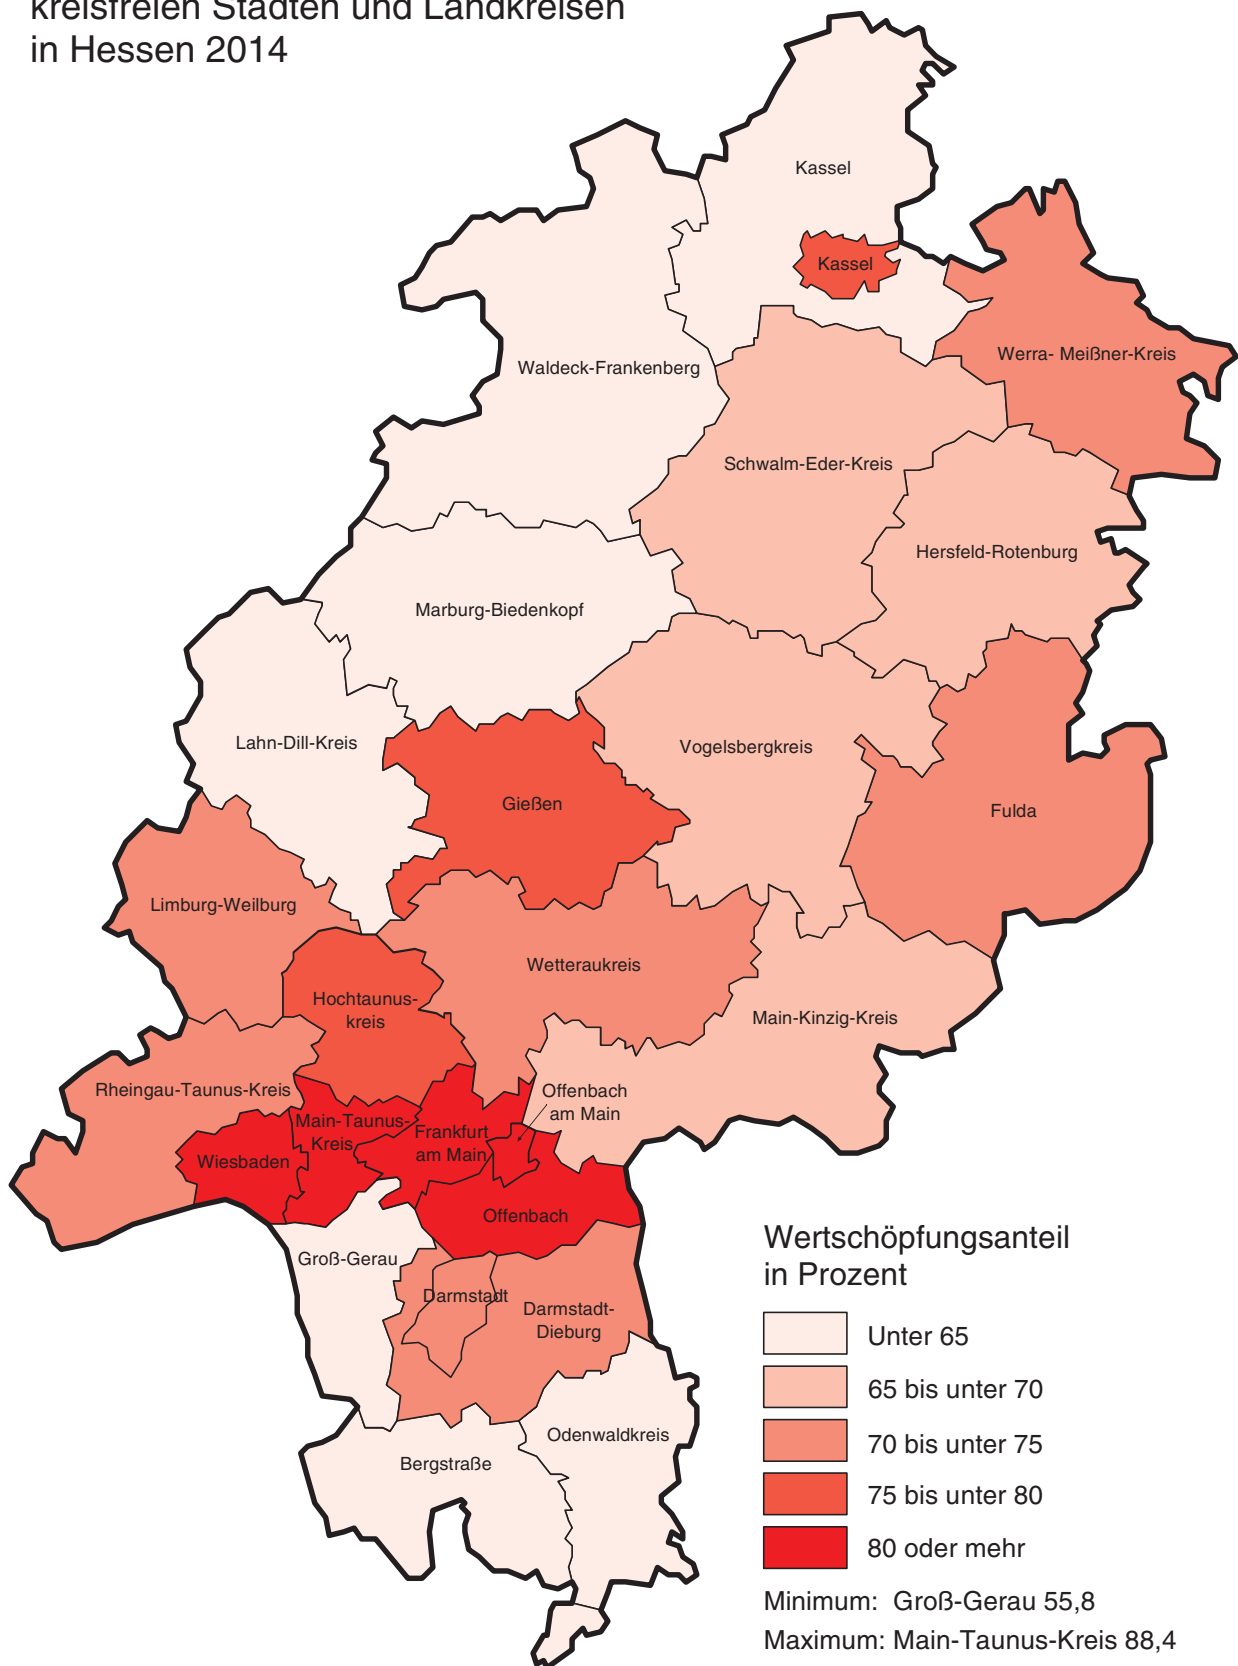 kreisfreien Städten und Landkreisen
in Hessen 2014
Kassel
Kassel
Werra- Meißner-Kreis
Waldeck-Frankenberg
Schwalm-Eder-Kreis
Hersfeld-Rotenburg
Marburg-Biedenkopf
Lahn-Dill-Kreis
Vogelsbergkreis
Gießen
Fulda
Limburg-Weilburg
Wetteraukreis
Hochtaunus-
kreis
Main-Kinzig-Kreis
Rheingau-Taunus-Kreis
Offenbach
am Main
Main-Taunus-
Kreis
Frankfurt
am Main
Wiesbaden
Offenbach
Groß-Gerau
Darmstadt
Darmstadt-
Dieburg
Odenwaldkreis
Bergstraße
Wertschöpfungsanteil
in Prozent
Unter 65
65 bis unter 70
70 bis unter 75
75 bis unter 80
80 oder mehr
Minimum: Groß-Gerau 55,8
Maximum: Main-Taunus-Kreis 88,4